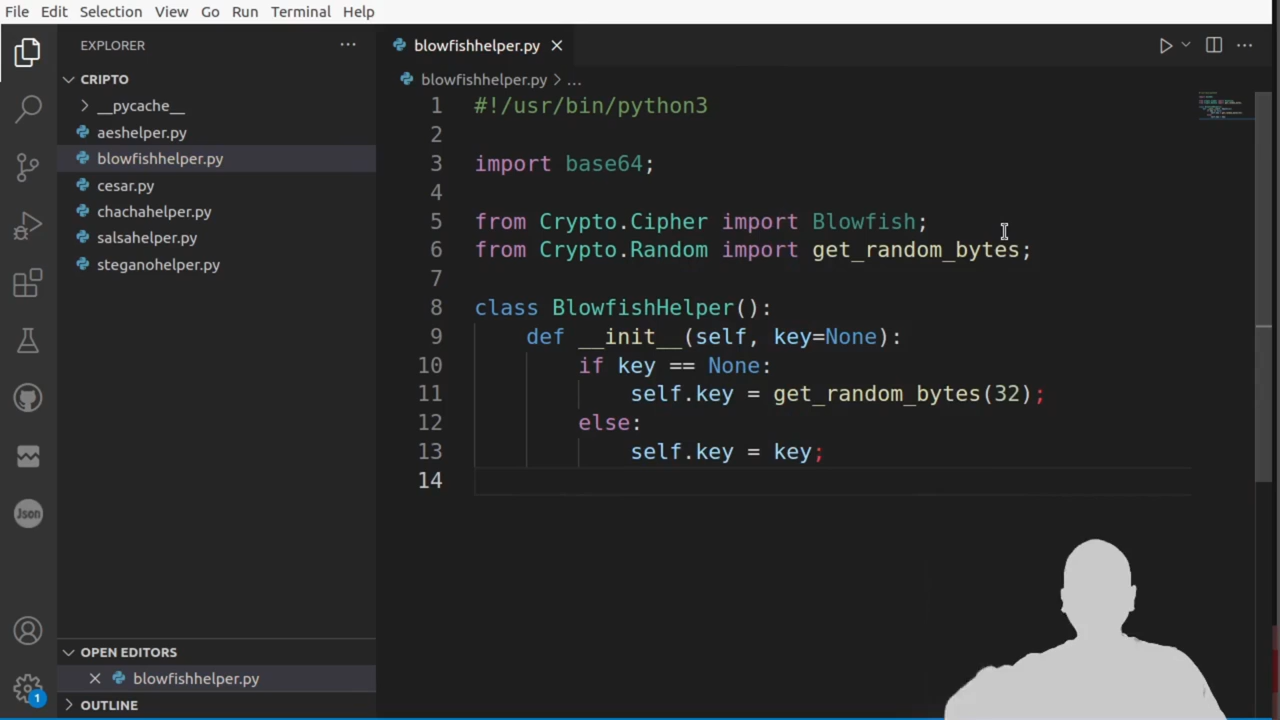 File Edit Selection View Go Run Terminal Help
EXPLORER
CRIPTO
__pycache__
aeshelper.py
blowfishhelper.py
cesar.py
chachahelper.py
salsahelper.py
steganohelper.py
OPEN EDITORS
blowfishhelper.py
OUTLINE
Json
1
blowfishhelper.py
blowfishhelper.py > ...
1 #!/usr/bin/python3
2
3 import base64;
4
5 from Crypto.Cipher import Blowfish;
6 from Crypto.Random import get_random_bytes;
7
8 class BlowfishHelper():
9 def __init__(self, key=None):
10 if key == None:
11 self.key = get_random_bytes(32);
12 else:
13 self.key = key;
14